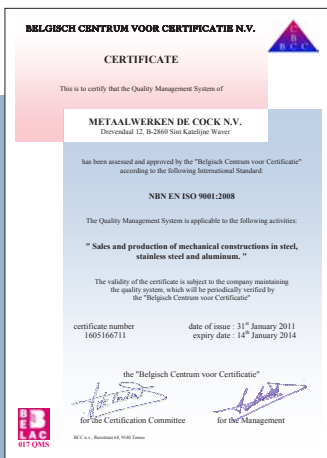 BELGISCH CENTRUM VOOR CERTIFICATIE N.V.
C
B B
B C C
CERTIFICATE
This is to certify that the Quality Management System of
METAALWERKEN DE COCK N.V.
Drevendaal 12, B-2860 Sint Katelijne Waver
has been assessed and approved by the "Belgisch Centrum voor Certificatie"
according to the following International Standard:
NBN EN ISO 9001:2008
The Quality Management System is applicable to the following activities:
" Sales and production of mechanical constructions in steel,
stainless steel and aluminum. "
The validity of the certificate is subject to the company maintaining
the quality system, which will be periodically verified by
the "Belgisch Centrum voor Certificatie"
certificate number
1605166711
date of issue : 31st January 2011
expiry date : 14th January 2014
the "Belgisch Centrum voor Certificatie"
for the Certification Committee
for the Management
BELAC
017 QMS
BCC n.v., 68, 9140 Temse